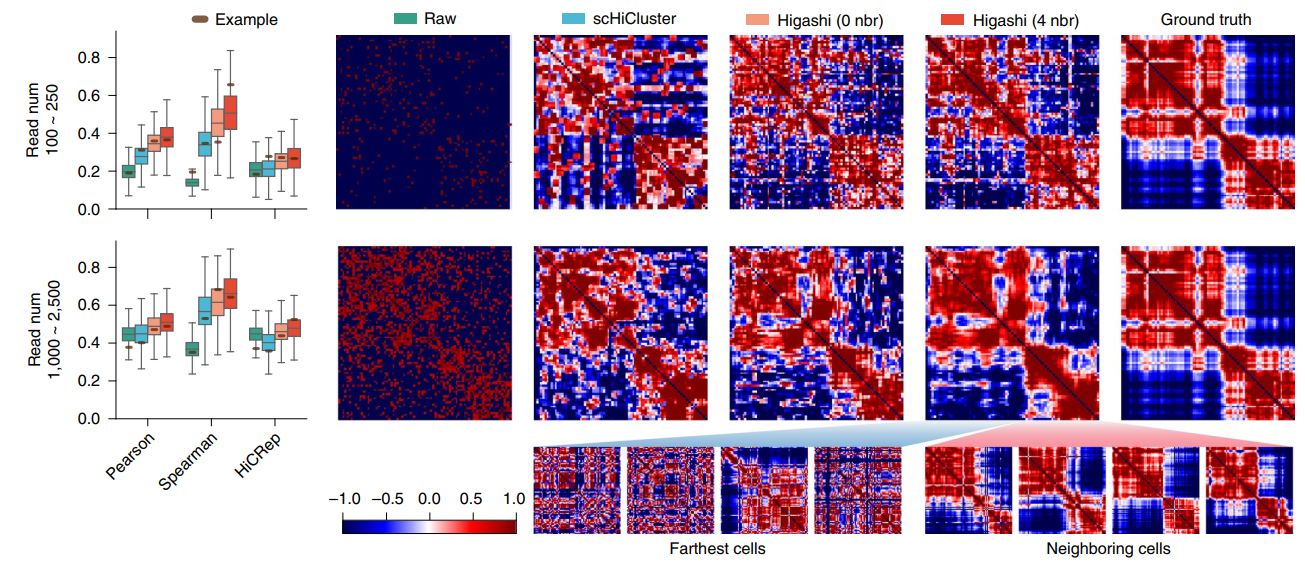 Example
Raw
scHiCluster
Higashi (0 nbr)
Higashi (4 nbr)
Ground truth
Read num
100 ~ 250
0.8
0.6
0.4
0.2
0.0
Read num
1,000 ~ 2,500
0.8
0.6
0.4
0.2
0.0
Pearson
Spearman
HiCRep
−1.0 −0.5 0.0 0.5 1.0
Farthest cells
Neighboring cells